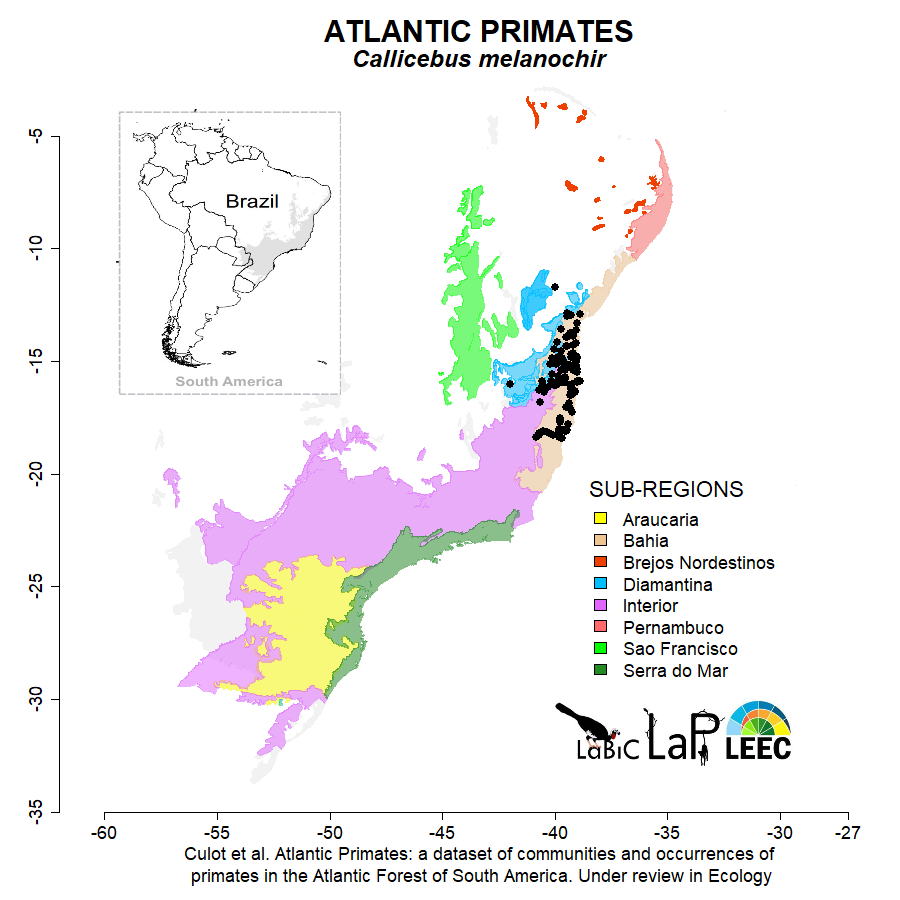 ATLANTIC PRIMATES
Callicebus melanochir
Brazil
South America
-5
-10
-15
-20
-25
-30
-35
SUB-REGIONS
Araucaria
Bahia
Brejos Nordestinos
Diamantina
Interior
Pernambuco
Sao Francisco
Serra do Mar
LaBiC LaP LEEC
-60 -55 -50 -45 -40 -35 -30 -27
Culot et al. Atlantic Primates: a dataset of communities and occurrences of
primates in the Atlantic Forest of South America. Under review in Ecology